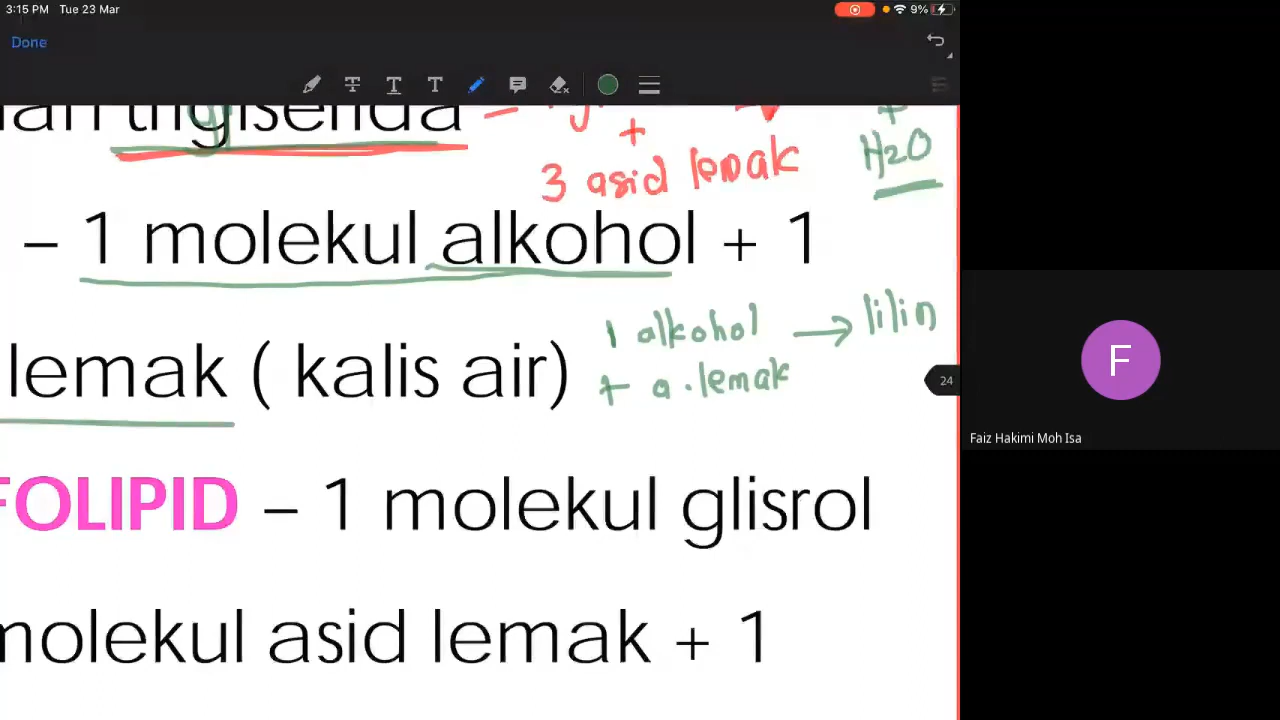 3:15 PM Tue 23 Mar
9%
Done
T T T
trigliserida
+
3 asid lemak
+
H2O
– 1 molekul alkohol + 1
lemak ( kalis air)
1 alkohol → lilin
+ a.lemak
24
FOLIPID – 1 molekul glisrol
molekul asid lemak + 1
F
Faiz Hakimi Moh Isa